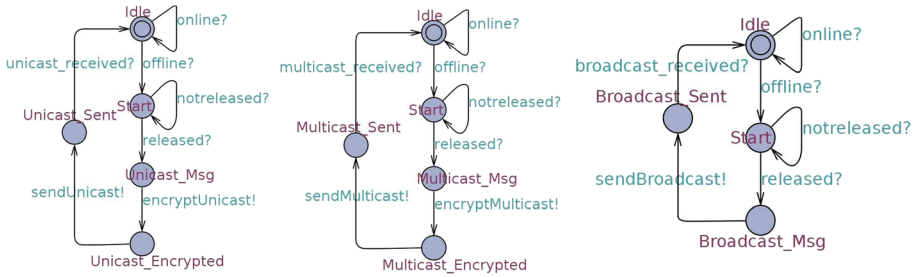 Idle
online?
unicast_received?
offline?
Start
notreleased?
Unicast_Sent
released?
Unicast_Msg
sendUnicast!
encryptUnicast!
Unicast_Encrypted
Idle
online?
multicast_received?
offline?
Start
notreleased?
Multicast_Sent
released?
Multicast_Msg
sendMulticast!
encryptMulticast!
Multicast_Encrypted
Idle
online?
broadcast_received?
offline?
Broadcast_Sent
Start
notreleased?
sendBroadcast!
released?
Broadcast_Msg